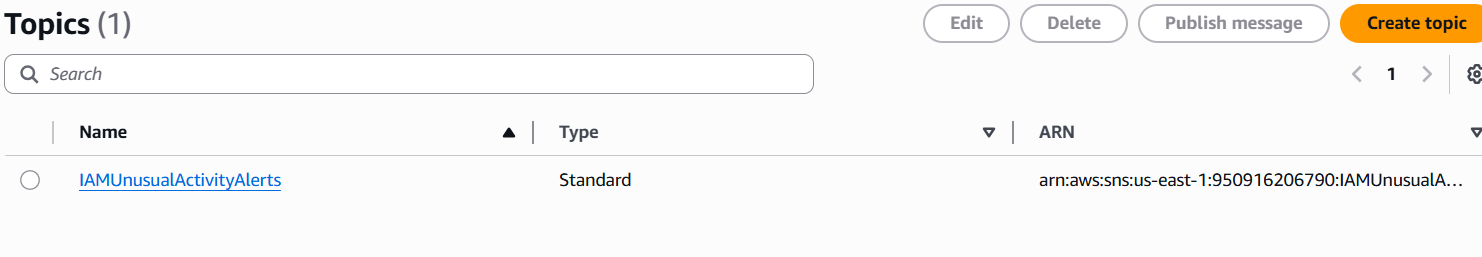 Topics (1)
Edit
Delete
Publish message
Create topic
Search
1
Name
Type
ARN
IAMUnusualActivityAlerts
Standard
arn:aws:sns:us-east-1:950916206790:IAMUnusualA...